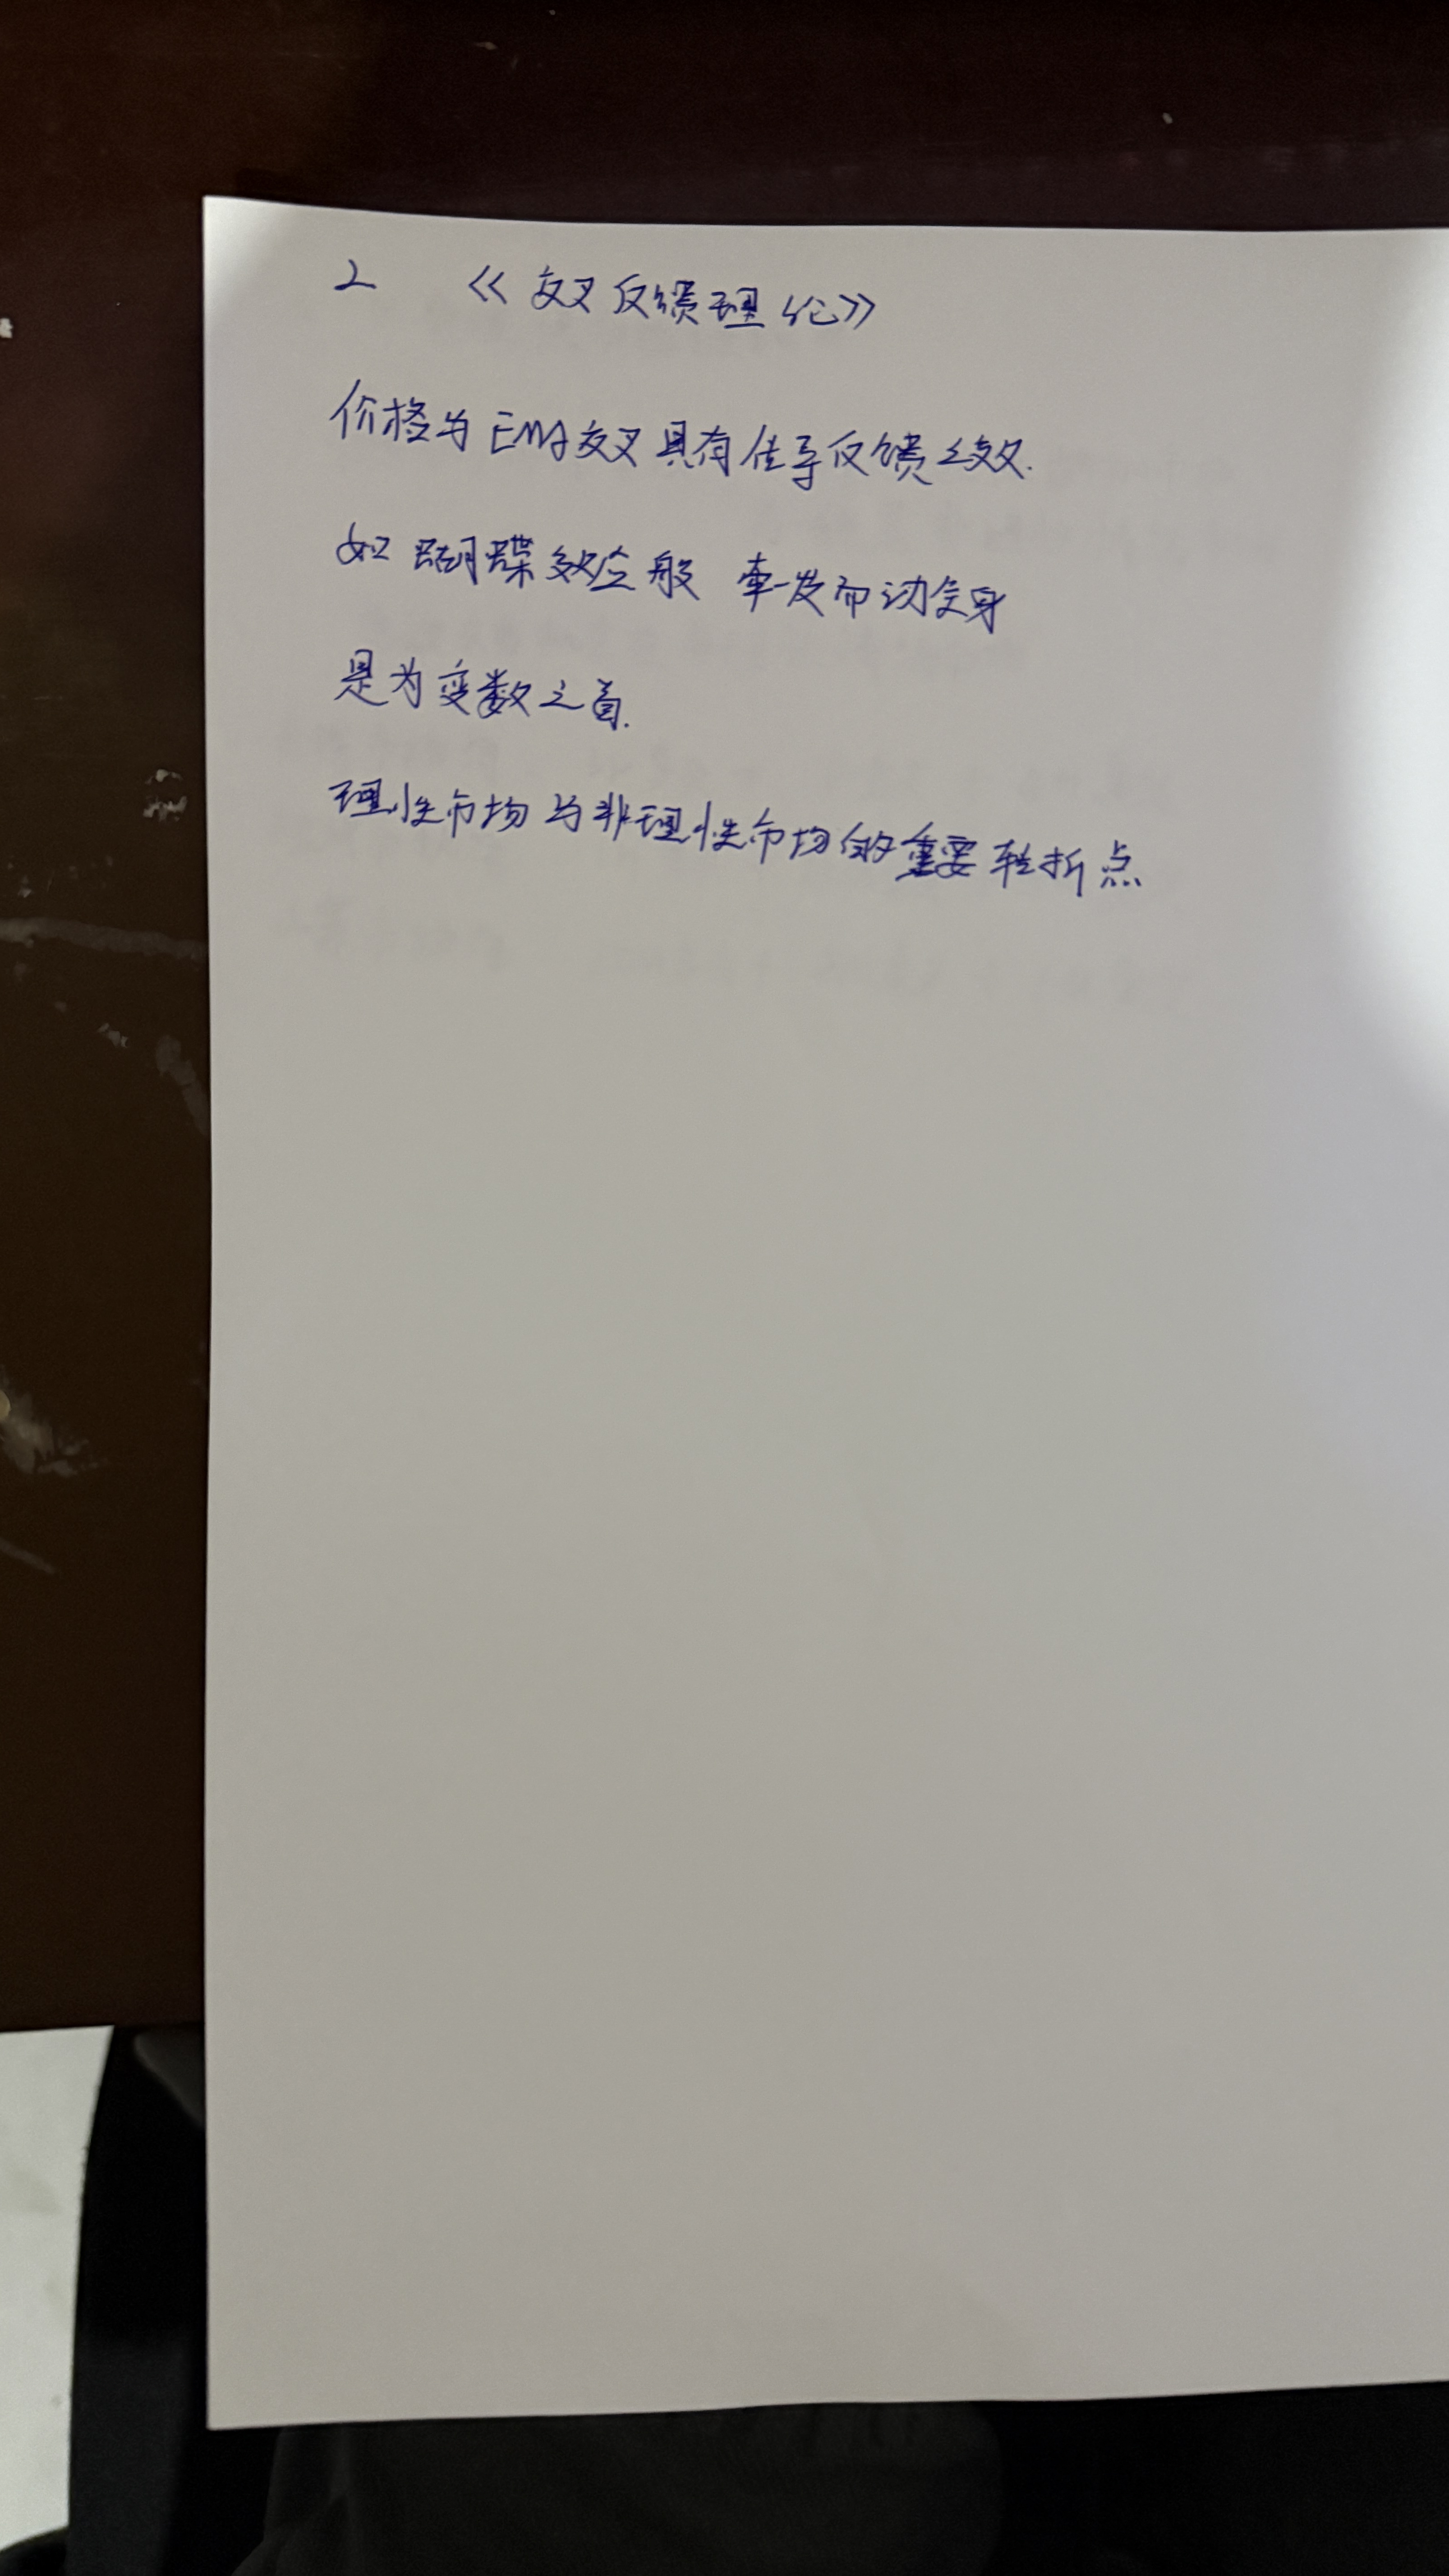 2 《交叉反馈理论》
价格与EMA交叉具有传导反馈之效.
如蝴蝶效应般 牵一发而动全身
是为变数之首.
理性市场与非理性市场的重要转折点